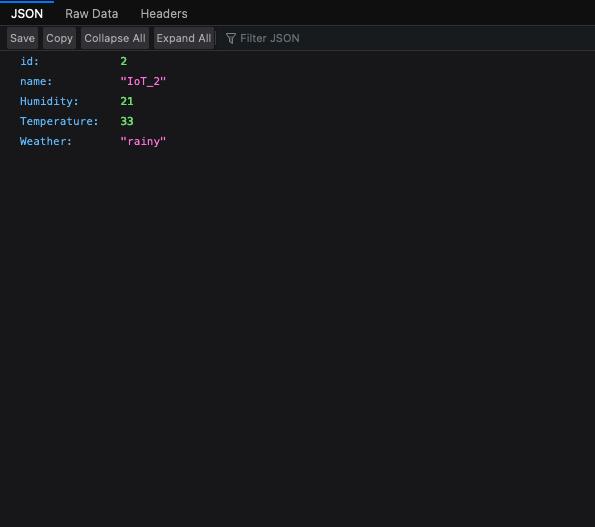 JSON Raw Data Headers
Save Copy Collapse All Expand All Filter JSON
id: 2
name: "IoT_2"
Humidity: 21
Temperature: 33
Weather: "rainy"